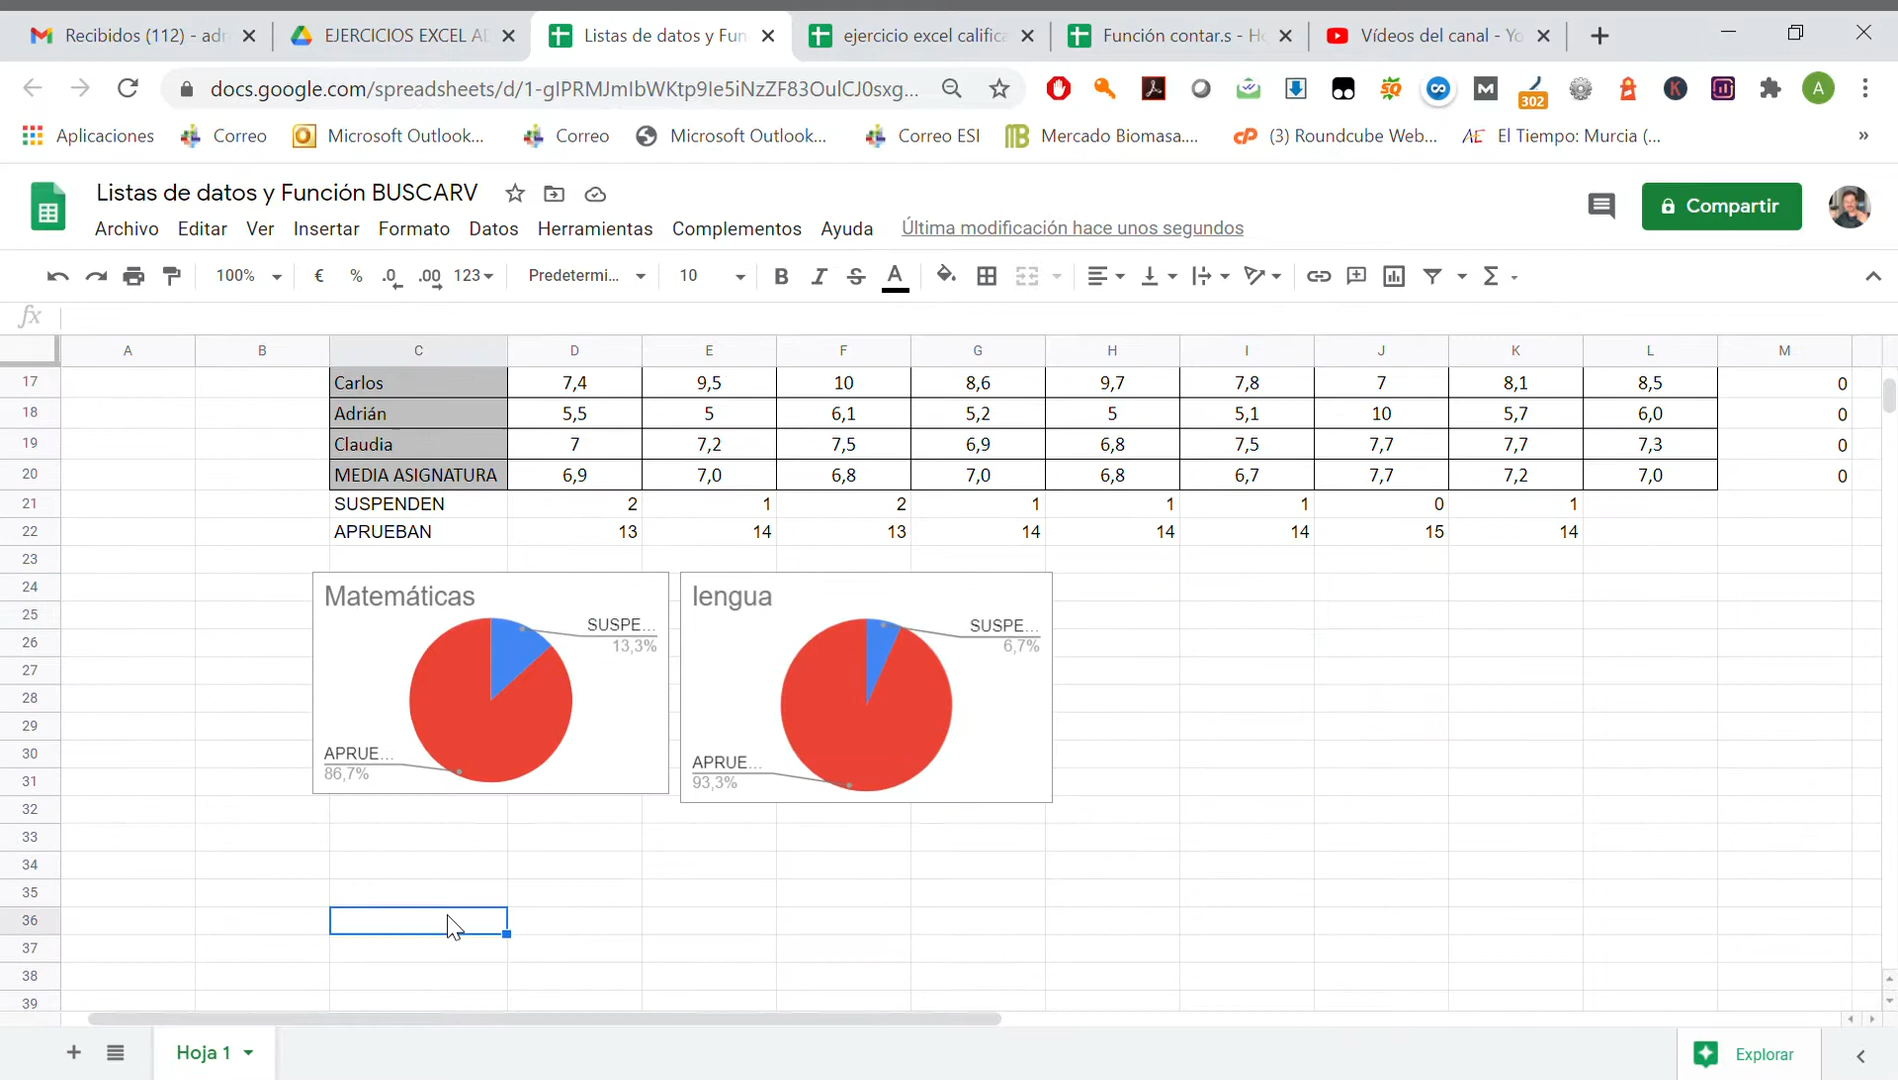 Recibidos (112) - adr
EJERCICIOS EXCEL AD
Listas de datos y Fun
ejercicio excel califica
Función contar.s - Ho
Vídeos del canal - Yo
docs.google.com/spreadsheets/d/1-gIPRMJmIbWKtp9Ie5iNzZF83OulCJ0sxg...
302
A
Aplicaciones
Correo
Microsoft Outlook...
Correo
Microsoft Outlook...
Correo ESI
Mercado Biomasa....
(3) Roundcube Web...
AE El Tiempo: Murcia (...
Listas de datos y Función BUSCARV
Compartir
Archivo Editar Ver Insertar Formato Datos Herramientas Complementos Ayuda Última modificación hace unos segundos
100% € % .0 .00 123 Predetermi... 10 B I S A
fx
A B C D E F G H I J K L M
17 Carlos 7,4 9,5 10 8,6 9,7 7,8 7 8,1 8,5 0
18 Adrián 5,5 5 6,1 5,2 5 5,1 10 5,7 6,0 0
19 Claudia 7 7,2 7,5 6,9 6,8 7,5 7,7 7,7 7,3 0
20 MEDIA ASIGNATURA 6,9 7,0 6,8 7,0 6,8 6,7 7,7 7,2 7,0 0
21 SUSPENDEN 2 1 2 1 1 1 0 1
22 APRUEBAN 13 14 13 14 14 14 15 14
23
24
25
26
27
28
29
30
31
32
33
34
35
36
37
38
39
Matemáticas
SUSPE...
13,3%
APRUE...
86,7%
lengua
SUSPE...
6,7%
APRUE...
93,3%
Hoja 1
Explorar